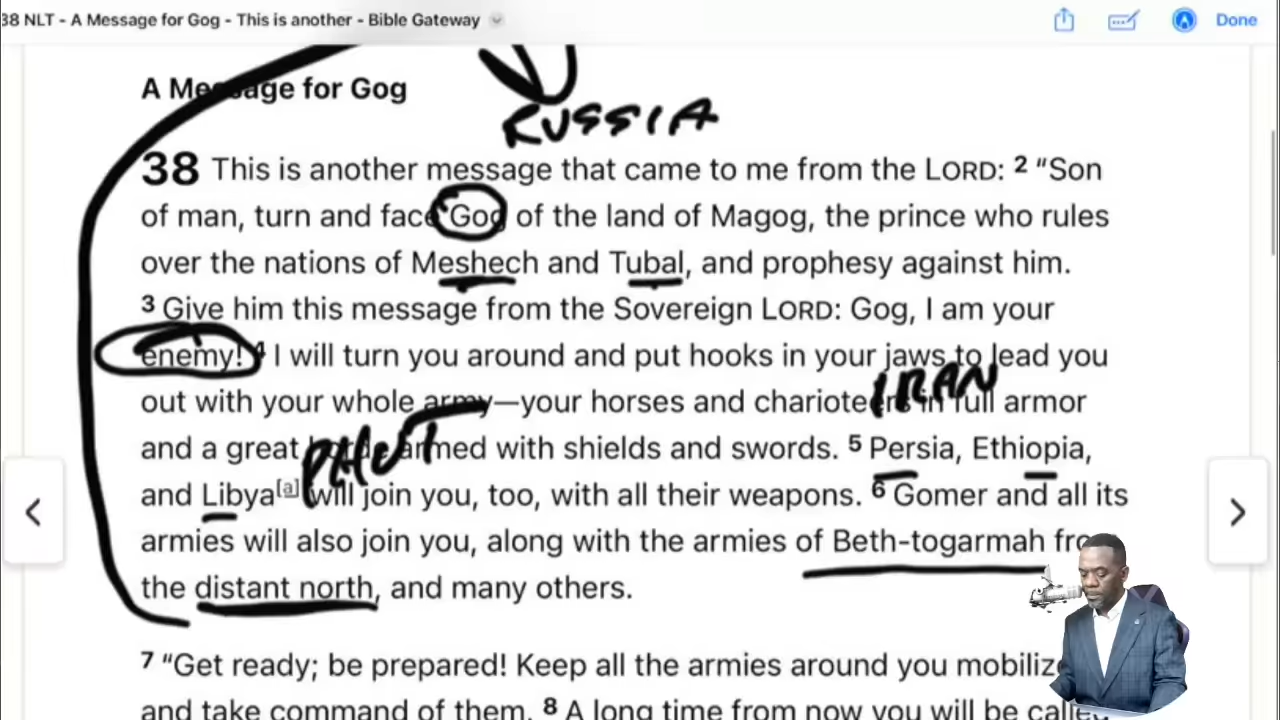 38 NLT - A Message for Gog - This is another - Bible Gateway
Done
A Message for Gog
RUSSIA
38 This is another message that came to me from the LORD: 2 “Son
of man, turn and face Gog of the land of Magog, the prince who rules
over the nations of Meshech and Tubal, and prophesy against him.
3 Give him this message from the Sovereign LORD: Gog, I am your
enemy! 4 I will turn you around and put hooks in your jaws to lead you
IRAN
out with your whole army—your horses and charioteers in full armor
PHUT
and a great horde armed with shields and swords. 5 Persia, Ethiopia,
and Libya[a] will join you, too, with all their weapons. 6 Gomer and all its
armies will also join you, along with the armies of Beth-togarmah fro
the distant north, and many others.
7 “Get ready; be prepared! Keep all the armies around you mobiliz
and take command of them. 8 A long time from now you will be called